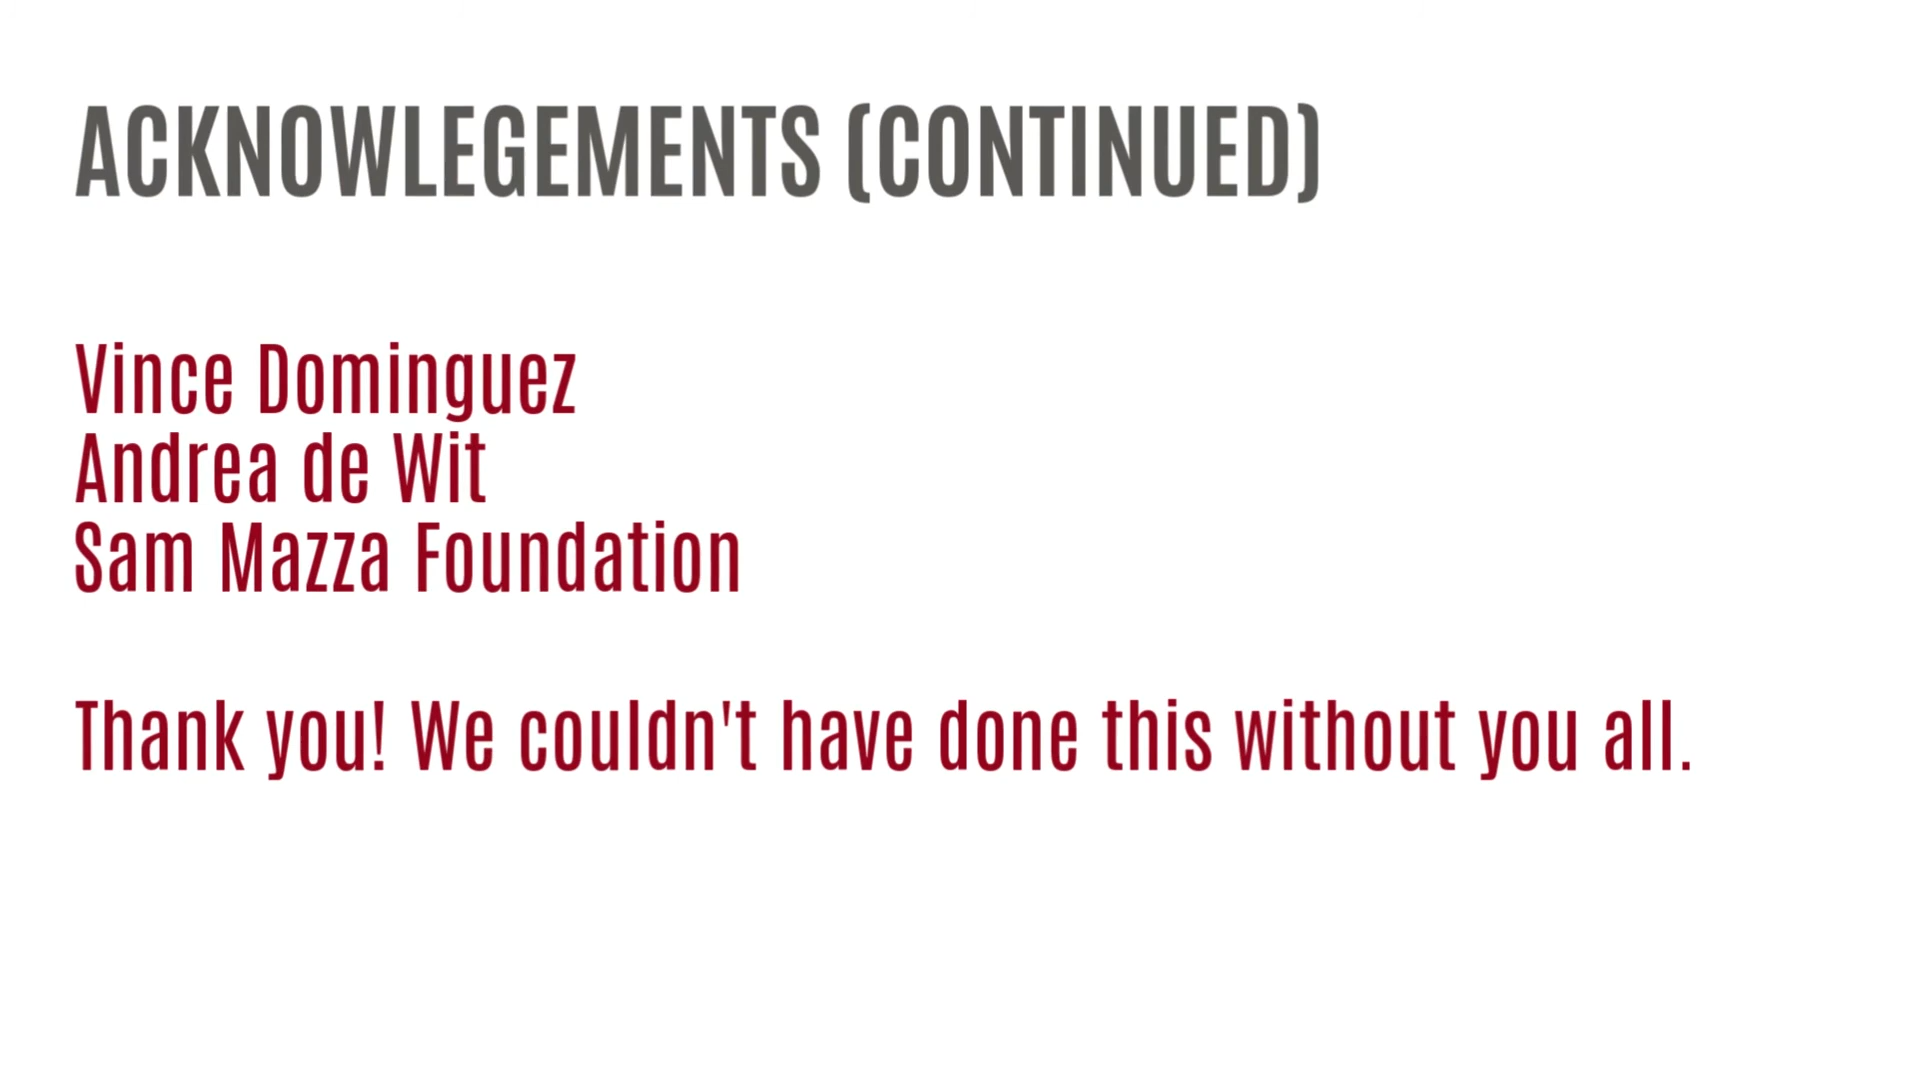 ACKNOWLEGEMENTS (CONTINUED)
Vince Dominguez
Andrea de Wit
Sam Mazza Foundation
Thank you! We couldn't have done this without you all.